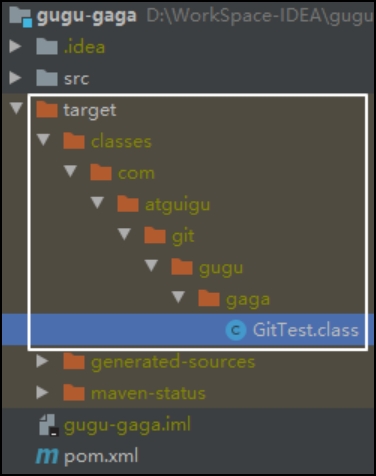 gugu-gaga D:\WorkSpace-IDEA\gugu
.idea
src
target
classes
com
atguigu
git
gugu
gaga
GitTest.class
generated-sources
maven-status
gugu-gaga.iml
pom.xml